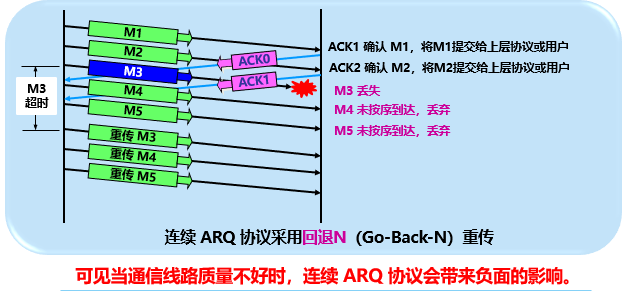 M1
M2
M3
M4
M5
重传 M3
重传 M4
重传 M5
ACK0
ACK1
M3
超时
ACK1 确认 M1，将M1提交给上层协议或用户
ACK2 确认 M2，将M2提交给上层协议或用户
M3 丢失
M4 未按序到达，丢弃
M5 未按序到达，丢弃
连续 ARQ 协议采用回退N（Go-Back-N）重传
可见当通信线路质量不好时，连续 ARQ 协议会带来负面的影响。